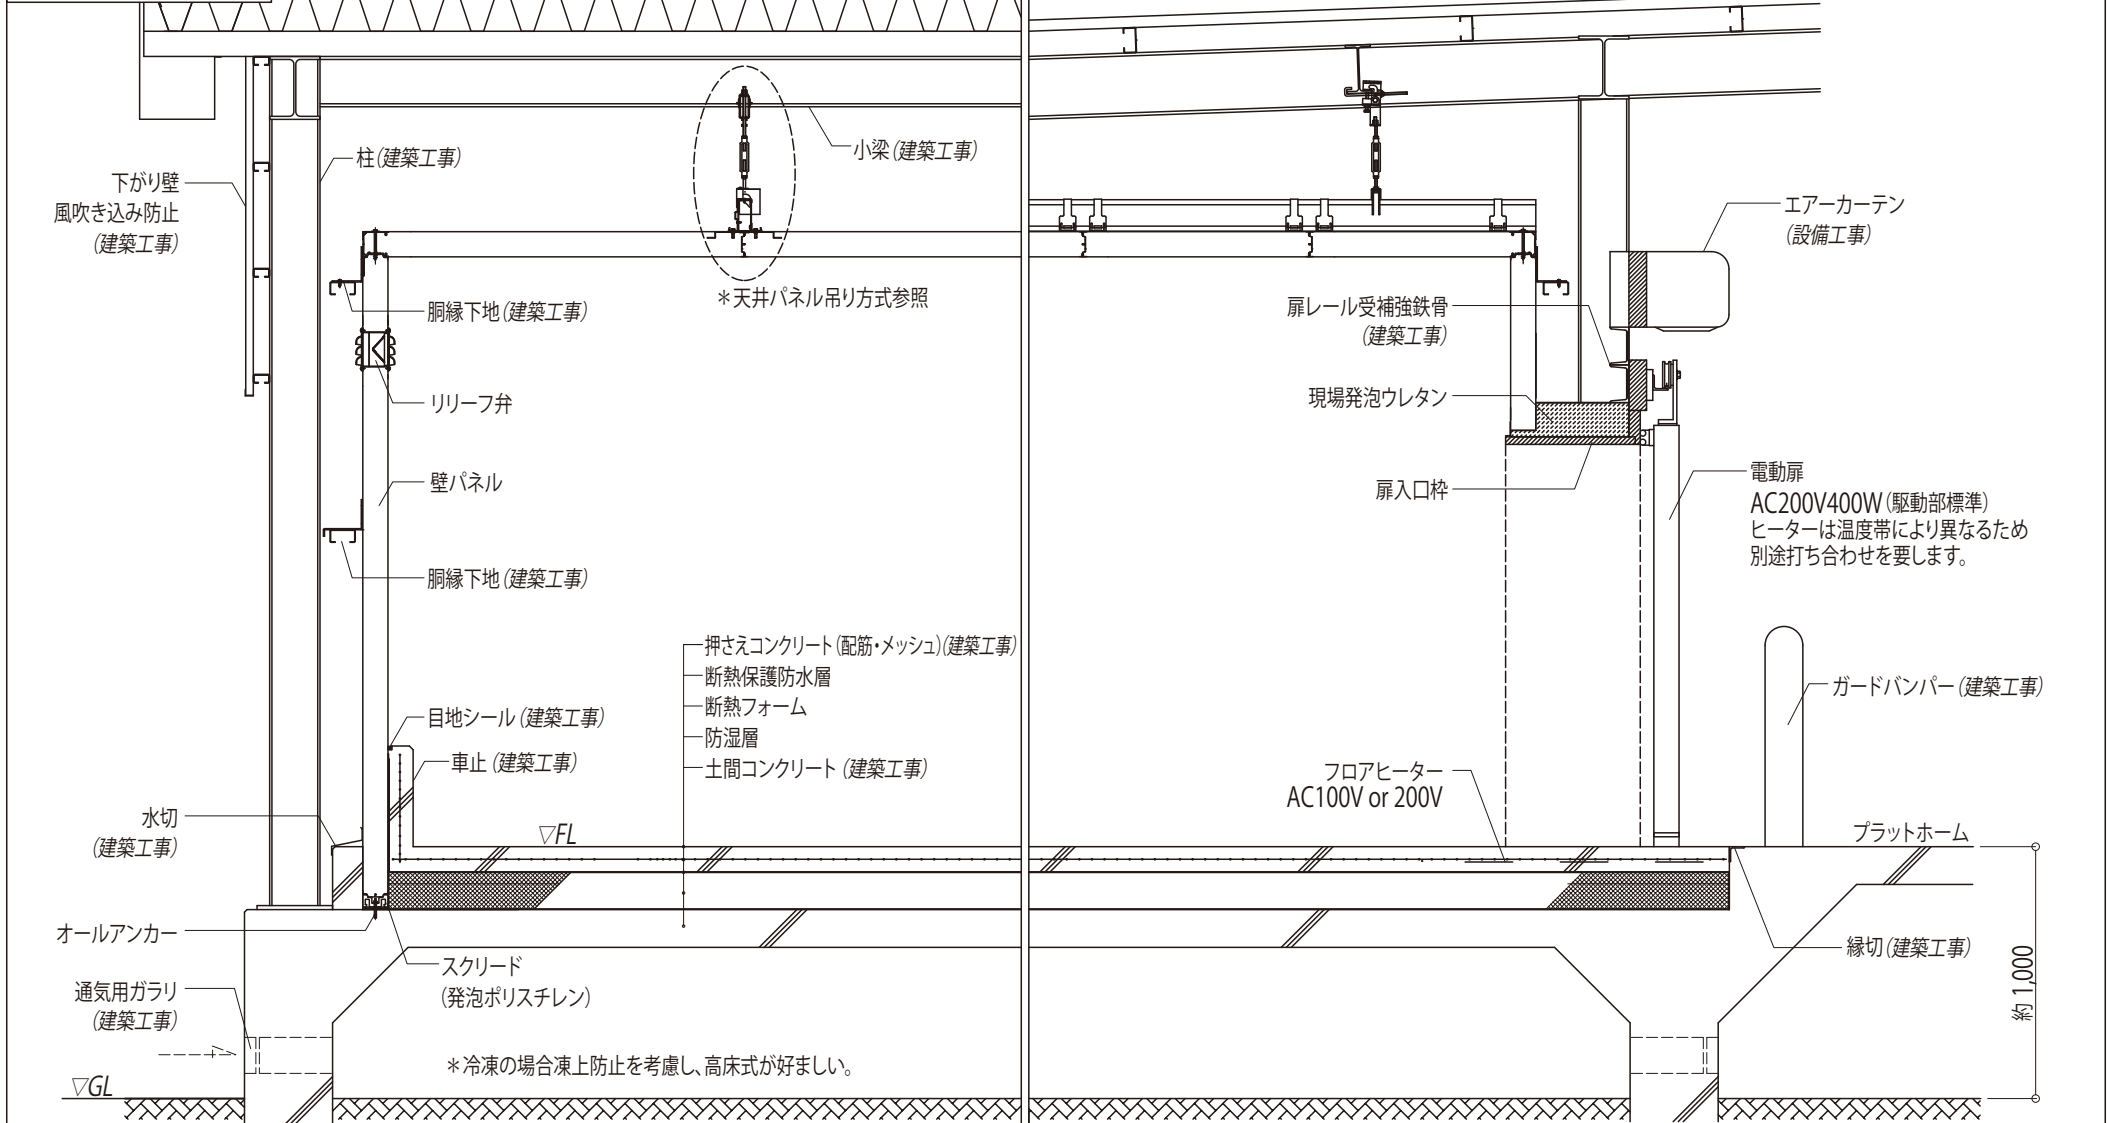 柱(建築工事)
小梁(建築工事)
下がり壁
風吹き込み防止
(建築工事)
エアーカーテン
(設備工事)
胴縁下地(建築工事)
*天井パネル吊り方式参照
扉レール受補強鉄骨
(建築工事)
リリーフ弁
現場発泡ウレタン
壁パネル
扉入口枠
電動扉
AC200V400W(駆動部標準)
ヒーターは温度帯により異なるため
別途打ち合わせを要します。
胴縁下地(建築工事)
押さえコンクリート(配筋・メッシュ)(建築工事)
断熱保護防水層
断熱フォーム
防湿層
土間コンクリート(建築工事)
ガードバンパー(建築工事)
目地シール(建築工事)
車止(建築工事)
フロアヒーター
AC100V or 200V
水切
(建築工事)
▽FL
プラットホーム
オールアンカー
スクリード
(発泡ポリスチレン)
縁切(建築工事)
約 1,000
通気用ガラリ
(建築工事)
*冷凍の場合凍上防止を考慮し、高床式が好ましい。
▽GL